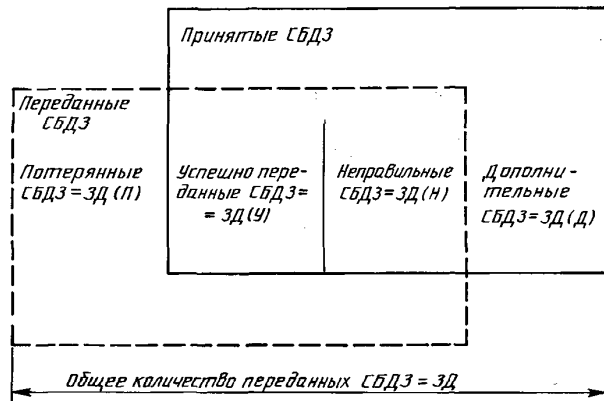 Принятые СБДЗ
Переданные
СБДЗ
Потерянные
СБДЗ=ЗД(П)
Успешно пере-
данные СБДЗ=
= ЗД(У)
Неправильные
СБДЗ=ЗД(Н)
Дополни-
тельные
СБДЗ=ЗД(Д)
Общее количество переданных СБДЗ = ЗД